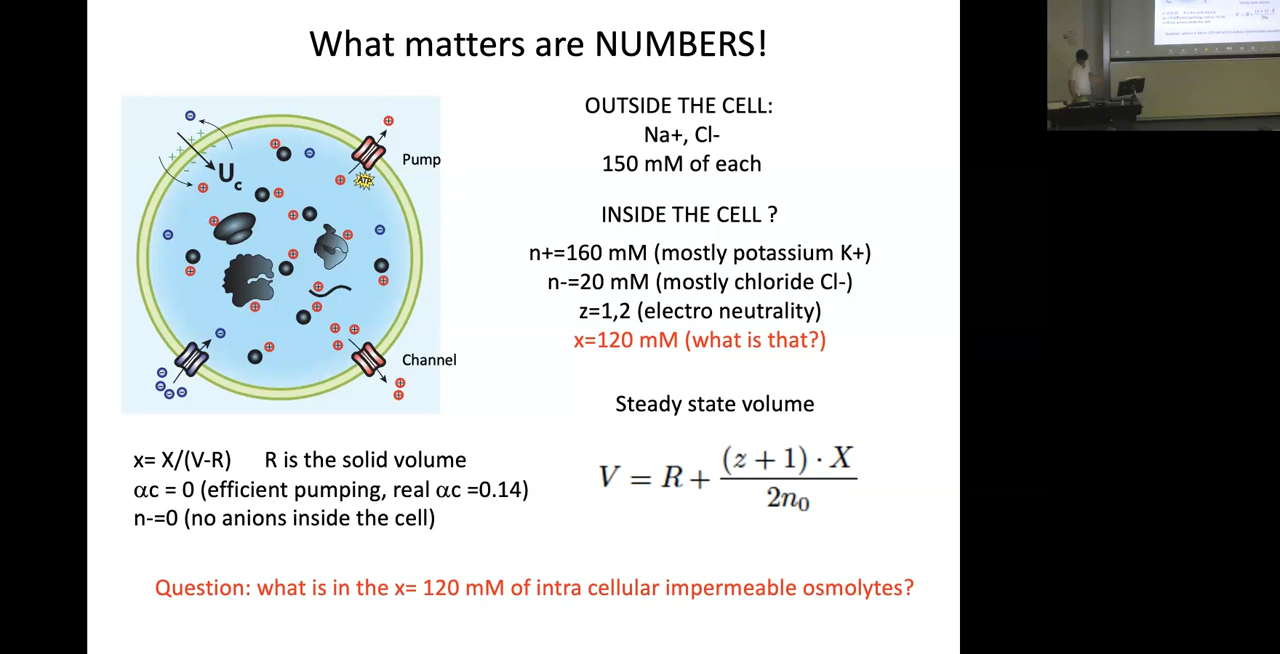 What matters are NUMBERS!
Pump
ATP
U c
Channel
OUTSIDE THE CELL:
Na+, Cl-
150 mM of each
INSIDE THE CELL ?
n+=160 mM (mostly potassium K+)
n-=20 mM (mostly chloride Cl-)
z=1,2 (electro neutrality)
x=120 mM (what is that?)
Steady state volume
V = R + (z + 1) · X / 2n₀
x= X/(V-R) R is the solid volume
αc = 0 (efficient pumping, real αc =0.14)
n-=0 (no anions inside the cell)
Question: what is in the x= 120 mM of intra cellular impermeable osmolytes?